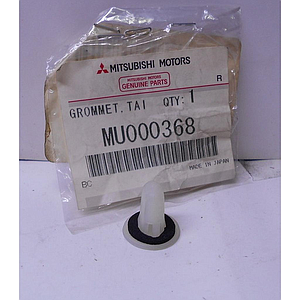 MITSUBISHI MOTORS
MITSUBISHI MOTORS
GENUINE PARTS
R
GROMMET,TAI QTY:1
MU000368
BC
MADE IN JAPAN